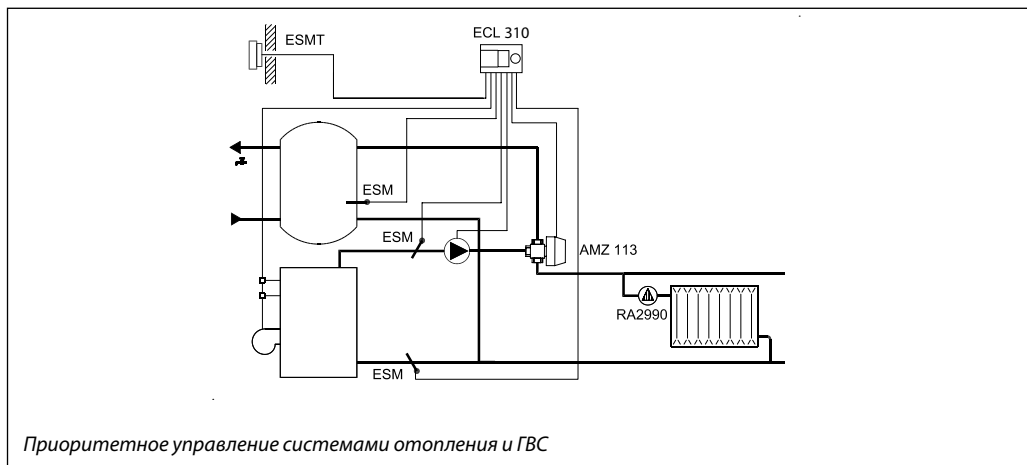 ECL 310
ESMT
ESM
ESM
AMZ 113
RA2990
ESM
Приоритетное управление системами отопления и ГВС